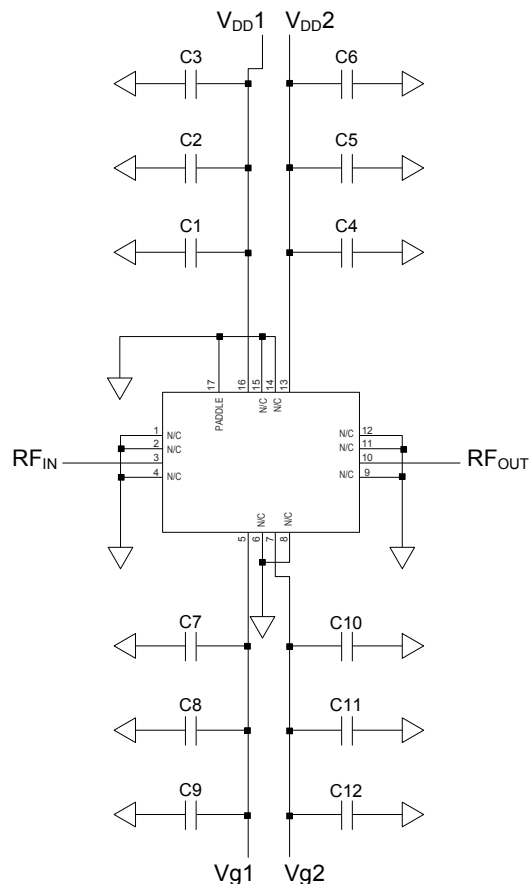 VDD1 VDD2
C3 C6
C2 C5
C1 C4
17 16 15 14 13
PADDLE N/C N/C
1 N/C N/C 12
2 N/C N/C 11
RFIN 3 10 RFOUT
4 N/C N/C 9
N/C N/C
5 6 7 8
C7 C10
C8 C11
C9 C12
Vg1 Vg2